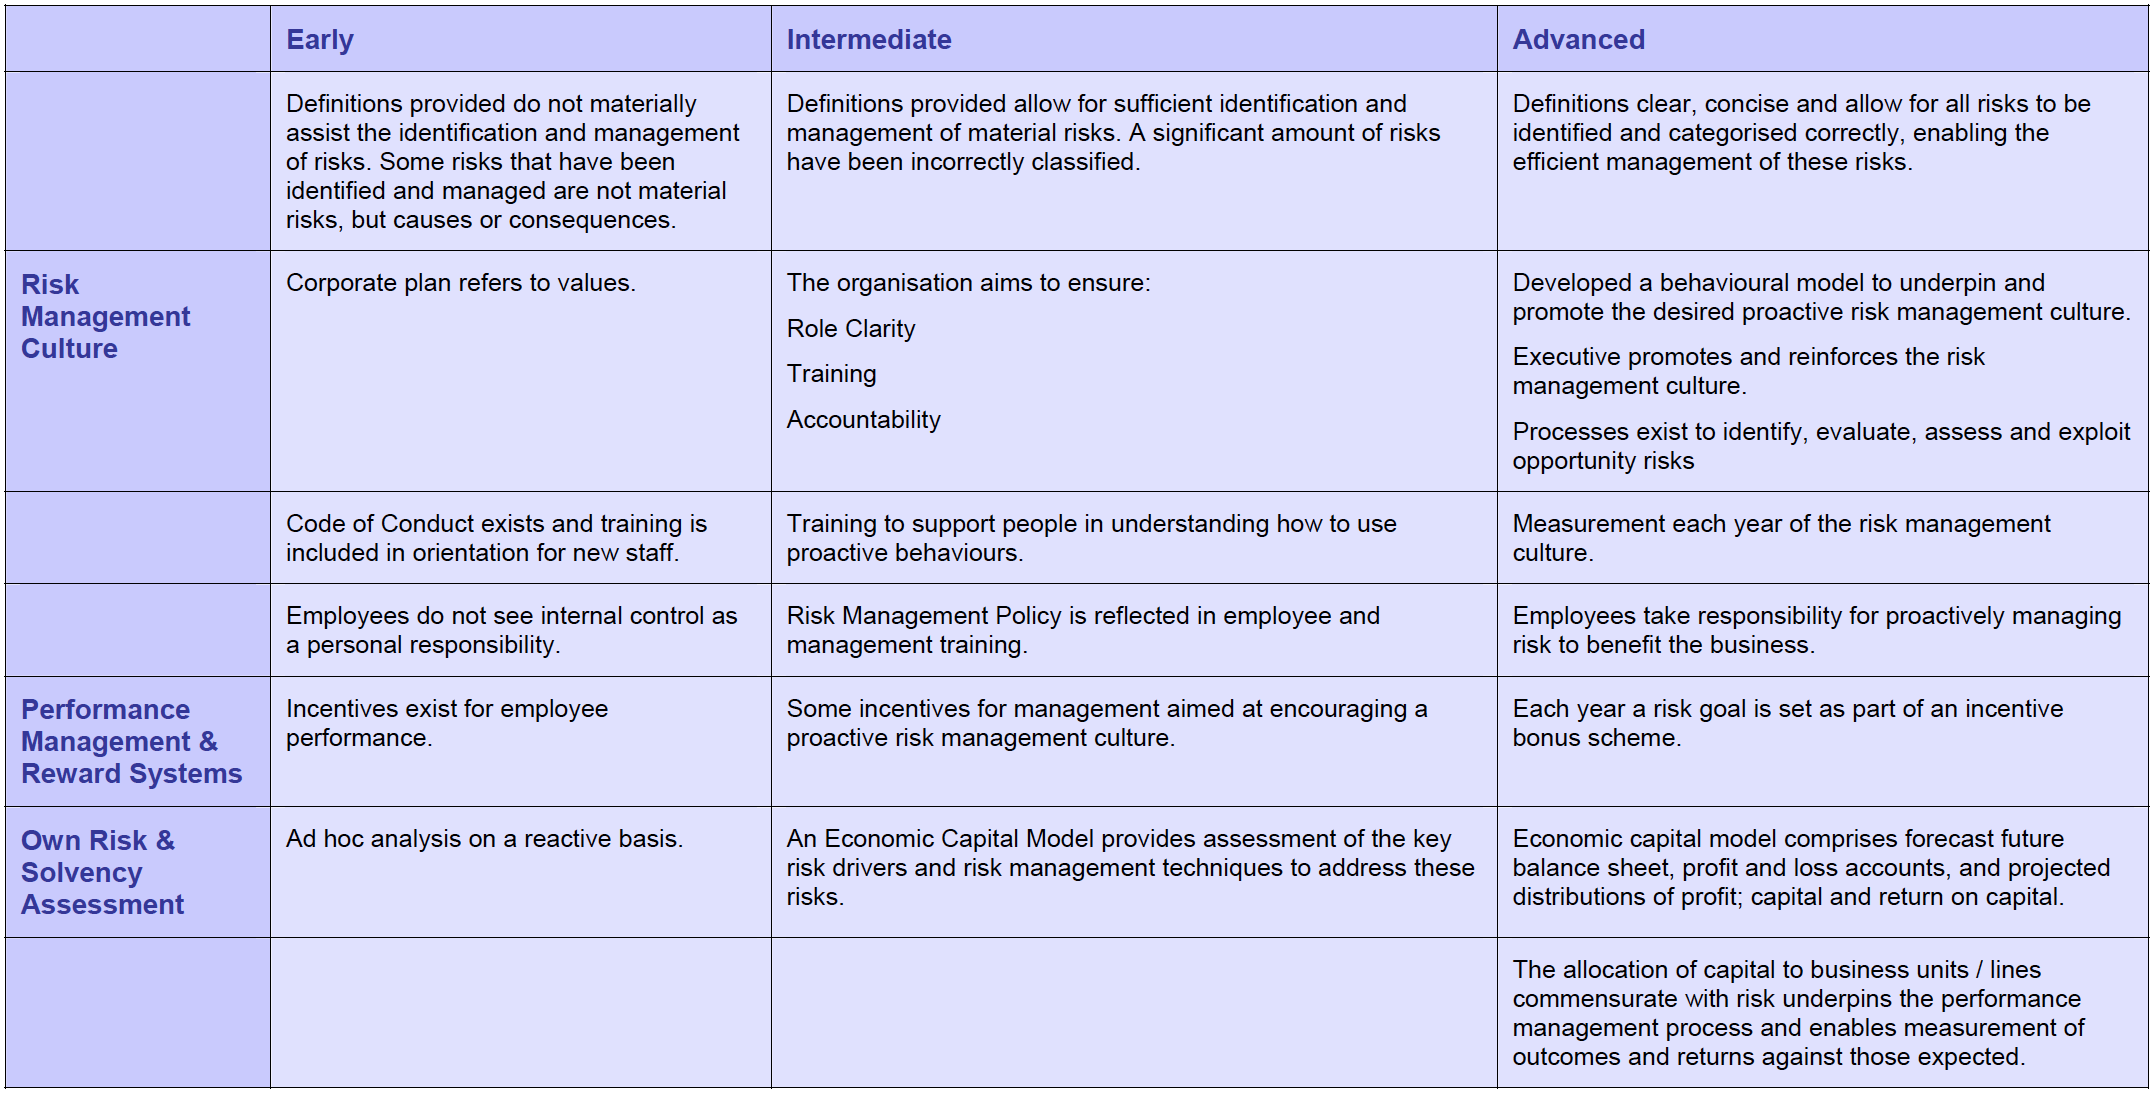 Early
Intermediate
Advanced
Definitions provided do not materially
assist the identification and management
of risks. Some risks that have been
identified and managed are not material
risks, but causes or consequences.
Definitions provided allow for sufficient identification and
management of material risks. A significant amount of risks
have been incorrectly classified.
Definitions clear, concise and allow for all risks to be
identified and categorised correctly, enabling the
efficient management of these risks.
Risk
Management
Culture
Corporate plan refers to values.
The organisation aims to ensure:
Role Clarity
Training
Accountability
Developed a behavioural model to underpin and
promote the desired proactive risk management culture.
Executive promotes and reinforces the risk
management culture.
Processes exist to identify, evaluate, assess and exploit
opportunity risks
Code of Conduct exists and training is
included in orientation for new staff.
Training to support people in understanding how to use
proactive behaviours.
Measurement each year of the risk management
culture.
Employees do not see internal control as
a personal responsibility.
Risk Management Policy is reflected in employee and
management training.
Employees take responsibility for proactively managing
risk to benefit the business.
Performance
Management &
Reward Systems
Incentives exist for employee
performance.
Some incentives for management aimed at encouraging a
proactive risk management culture.
Each year a risk goal is set as part of an incentive
bonus scheme.
Own Risk &
Solvency
Assessment
Ad hoc analysis on a reactive basis.
An Economic Capital Model provides assessment of the key
risk drivers and risk management techniques to address these
risks.
Economic capital model comprises forecast future
balance sheet, profit and loss accounts, and projected
distributions of profit; capital and return on capital.
The allocation of capital to business units / lines
commensurate with risk underpins the performance
management process and enables measurement of
outcomes and returns against those expected.